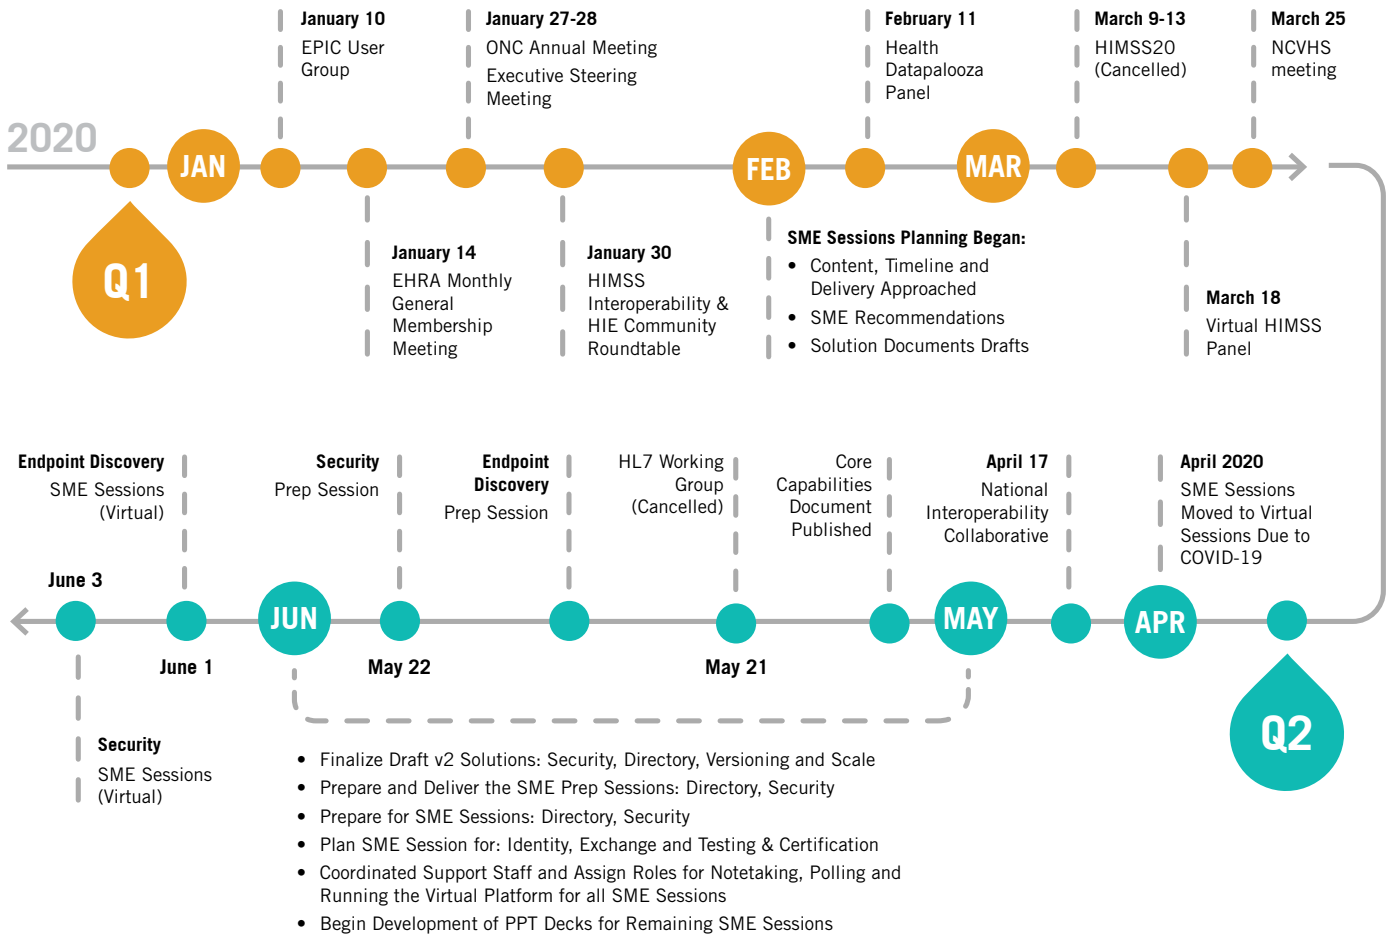 January 10
EPIC User
Group
January 27-28
ONC Annual Meeting
Executive Steering
Meeting
February 11
Health
Datapalooza
Panel
March 9-13
HIMSS20
(Cancelled)
March 25
NCVHS
meeting
2020
JAN
FEB
MAR
Q1
January 14
EHRA Monthly
General
Membership
Meeting
January 30
HIMSS
Interoperability &
HIE Community
Roundtable
SME Sessions Planning Began:
• Content, Timeline and
Delivery Approached
• SME Recommendations
• Solution Documents Drafts
March 18
Virtual HIMSS
Panel
April 2020
SME Sessions
Moved to Virtual
Sessions Due to
COVID-19
April 17
National
Interoperability
Collaborative
Core
Capabilities
Document
Published
HL7 Working
Group
(Cancelled)
Endpoint
Discovery
Prep Session
Security
Prep Session
Endpoint Discovery
SME Sessions
(Virtual)
June 3
JUN
MAY
APR
Q2
June 1
May 22
May 21
Security
SME Sessions
(Virtual)
• Finalize Draft v2 Solutions: Security, Directory, Versioning and Scale
• Prepare and Deliver the SME Prep Sessions: Directory, Security
• Prepare for SME Sessions: Directory, Security
• Plan SME Session for: Identity, Exchange and Testing & Certification
• Coordinated Support Staff and Assign Roles for Notetaking, Polling and
Running the Virtual Platform for all SME Sessions
• Begin Development of PPT Decks for Remaining SME Sessions